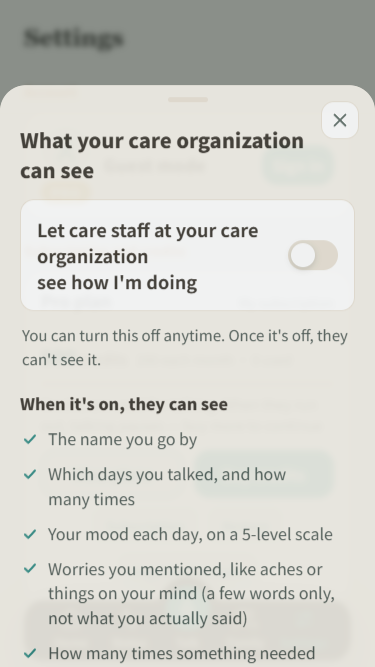 Settings
What your care organization
can see
Let care staff at your care
organization
see how I'm doing
You can turn this off anytime. Once it's off, they
can't see it.
When it's on, they can see
The name you go by
Which days you talked, and how
many times
Your mood each day, on a 5-level scale
Worries you mentioned, like aches or
things on your mind (a few words only,
not what you actually said)
How many times something needed